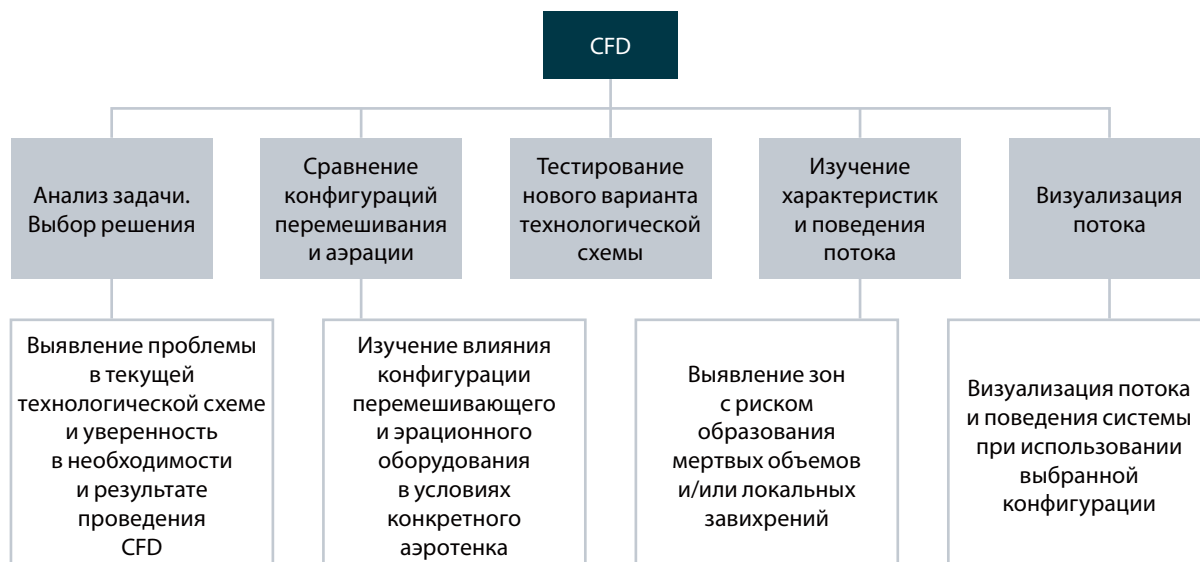 CFD
Анализ задачи.
Выбор решения
Сравнение
конфигураций
перемешивания
и аэрации
Тестирование
нового варианта
технологической
схемы
Изучение
характеристик
и поведения
потока
Визуализация
потока
Выявление проблемы
в текущей
технологической схеме
и уверенность
в необходимости
и результате
проведения
CFD
Изучение влияния
конфигурации
перемешивающего
и эрационного
оборудования
в условиях
конкретного
аэротенка
Выявление зон
с риском
образования
мертвых объемов
и/или локальных
завихрений
Визуализация потока
и поведения системы
при использовании
выбранной
конфигурации